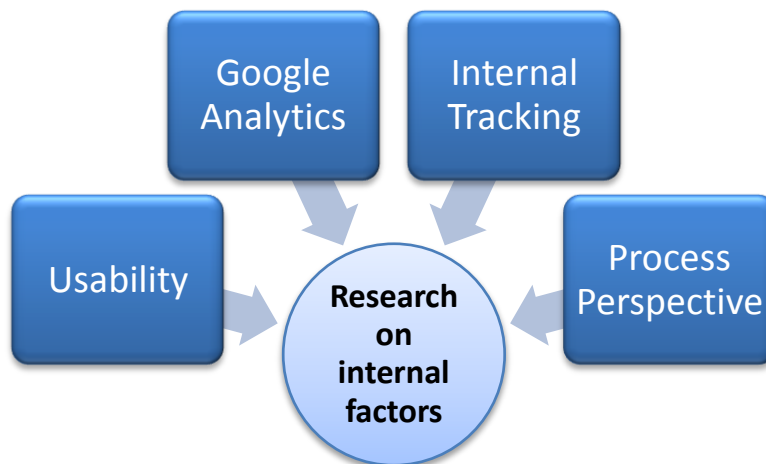 Google
Analytics
Internal
Tracking
Usability
Process
Perspective
Research
on
internal
factors